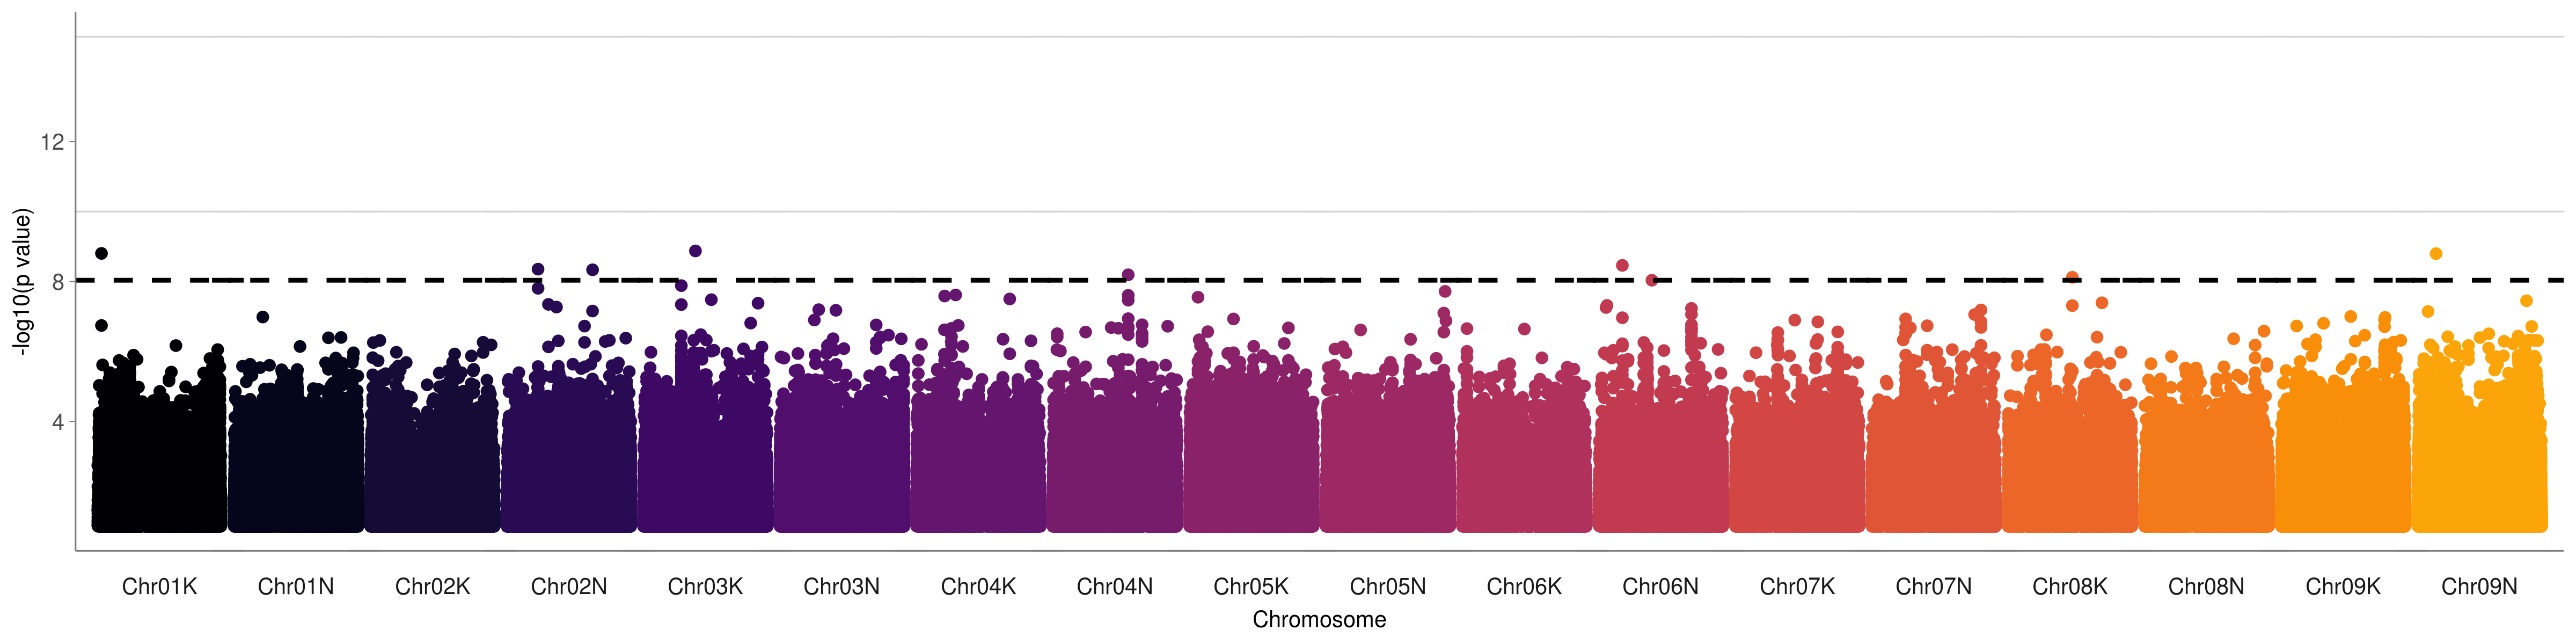 -log10(p value)
12
8
4
Chr01K Chr01N Chr02K Chr02N Chr03K Chr03N Chr04K Chr04N Chr05K Chr05N Chr06K Chr06N Chr07K Chr07N Chr08K Chr08N Chr09K Chr09N
Chromosome